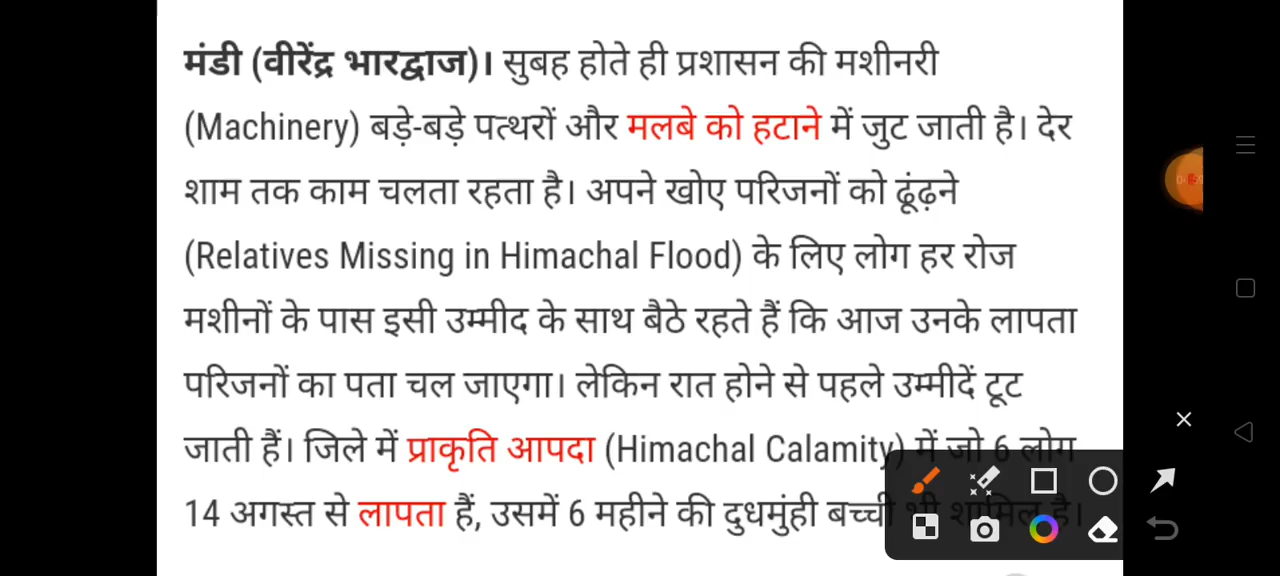 मंडी (वीरेंद्र भारद्वाज)। सुबह होते ही प्रशासन की मशीनरी
(Machinery) बड़े-बड़े पत्थरों और मलबे को हटाने में जुट जाती है। देर
शाम तक काम चलता रहता है। अपने खोए परिजनों को ढूंढ़ने
(Relatives Missing in Himachal Flood) के लिए लोग हर रोज
मशीनों के पास इसी उम्मीद के साथ बैठे रहते हैं कि आज उनके लापता
परिजनों का पता चल जाएगा। लेकिन रात होने से पहले उम्मीदें टूट
जाती हैं। जिले में प्राकृति आपदा (Himachal Calamity) में जो 6 लोग
14 अगस्त से लापता हैं, उसमें 6 महीने की दुधमुंही बच्ची भी शामिल है।